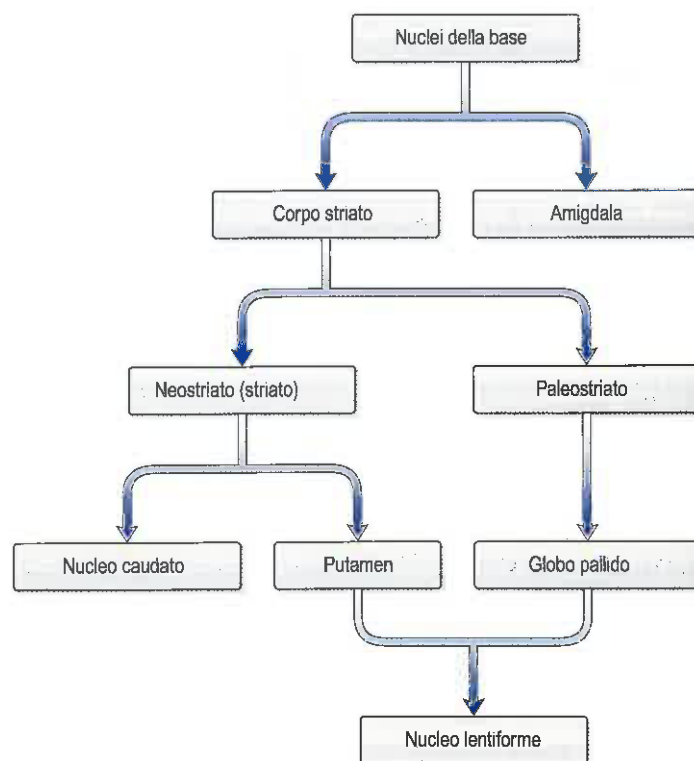 Nuclei della base
Corpo striato
Amigdala
Neostriato (striato)
Paleostriato
Nucleo caudato
Putamen
Globo pallido
Nucleo lentiforme